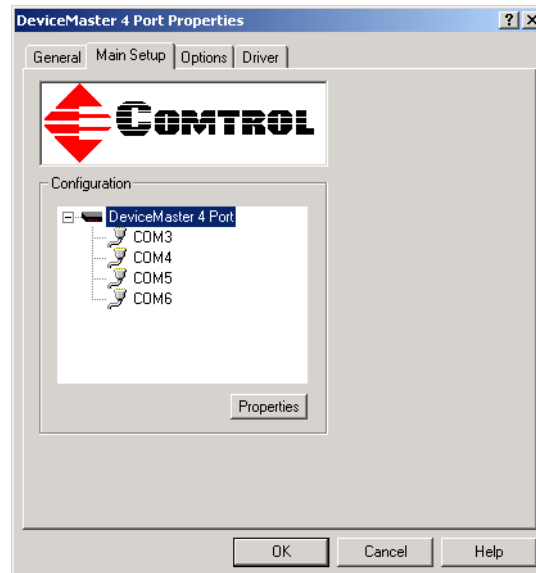 DeviceMaster 4 Port Properties
General Main Setup Options Driver
COMTROL
Configuration
DeviceMaster 4 Port
COM3
COM4
COM5
COM6
Properties
OK Cancel Help